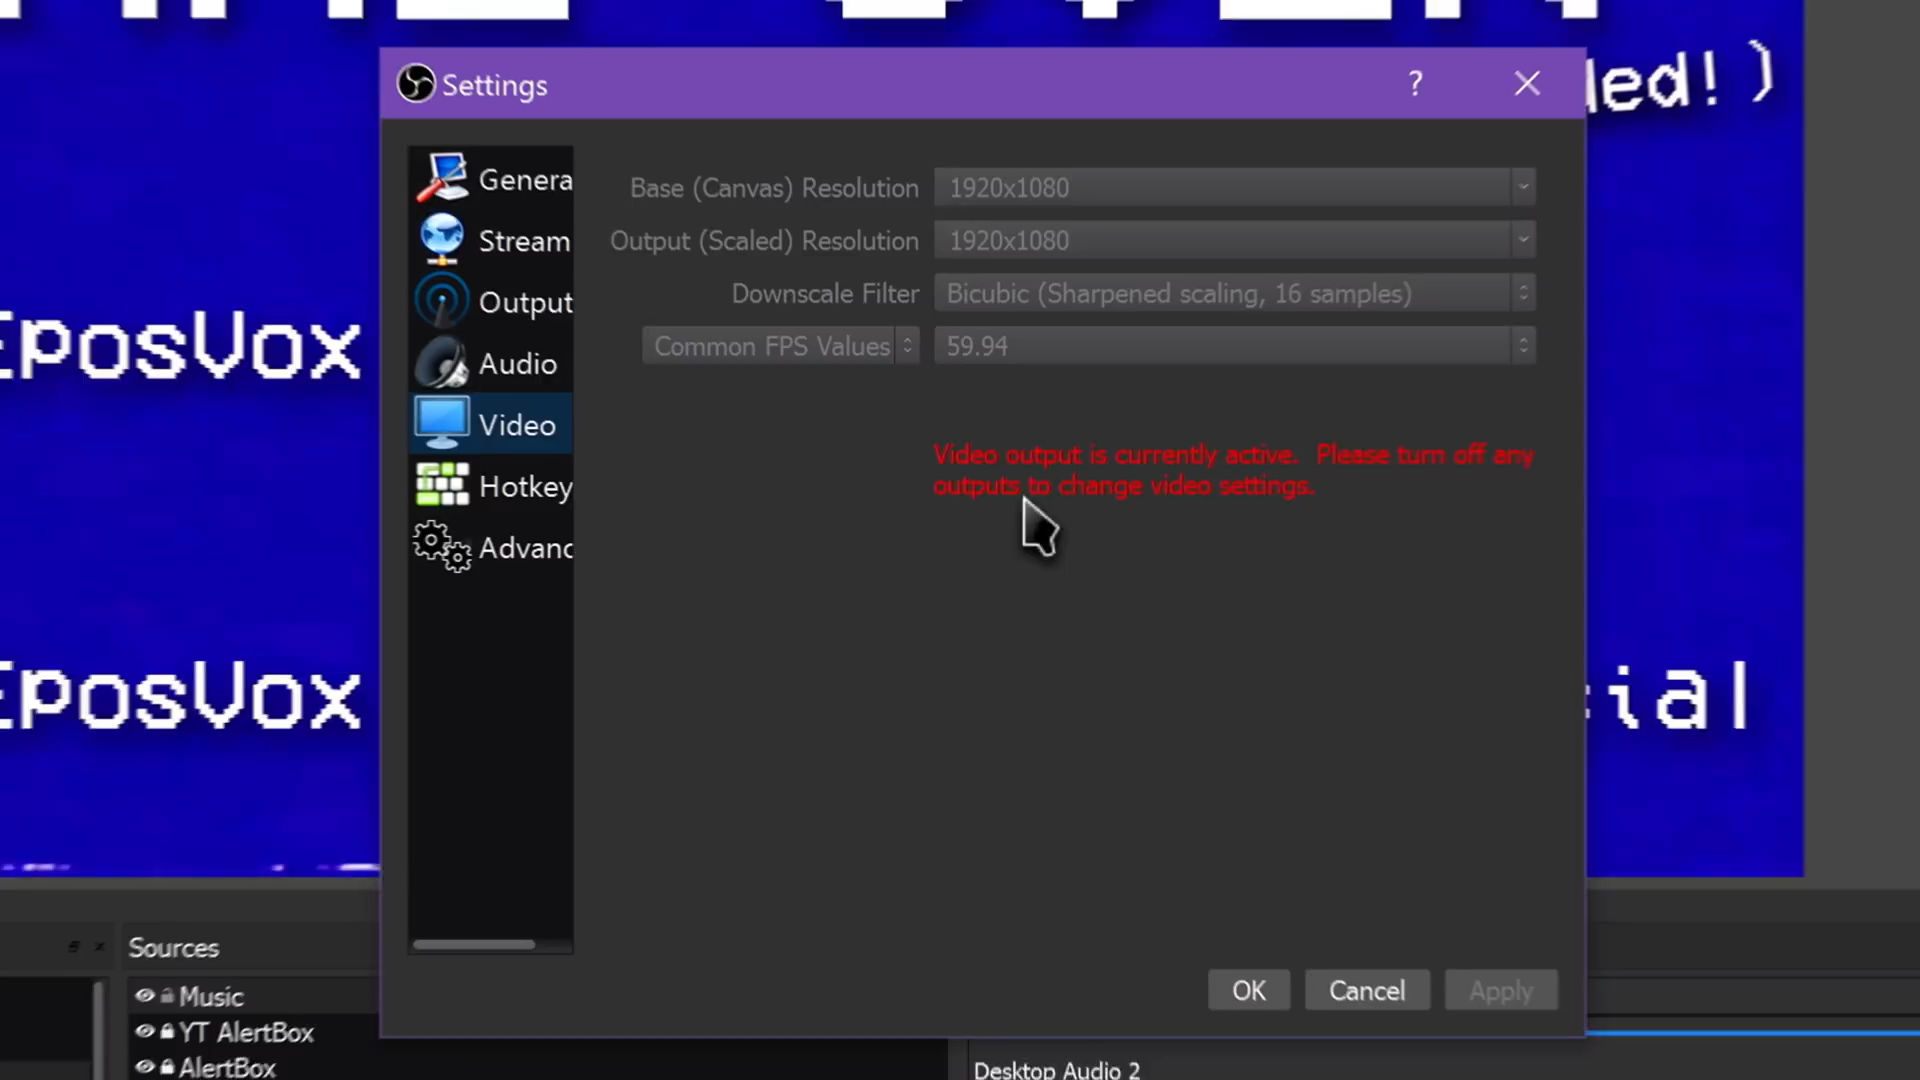 ded! )
Settings
?
Genera
Stream
Output
Audio
Video
Hotkey
Advanc
Base (Canvas) Resolution 1920x1080
Output (Scaled) Resolution 1920x1080
Downscale Filter Bicubic (Sharpened scaling, 16 samples)
Common FPS Values 59.94
Video output is currently active. Please turn off any
outputs to change video settings.
EposVox
EposVox
cial
OK Cancel Apply
Sources
Music
YT AlertBox
AlertBox
Desktop Audio 2